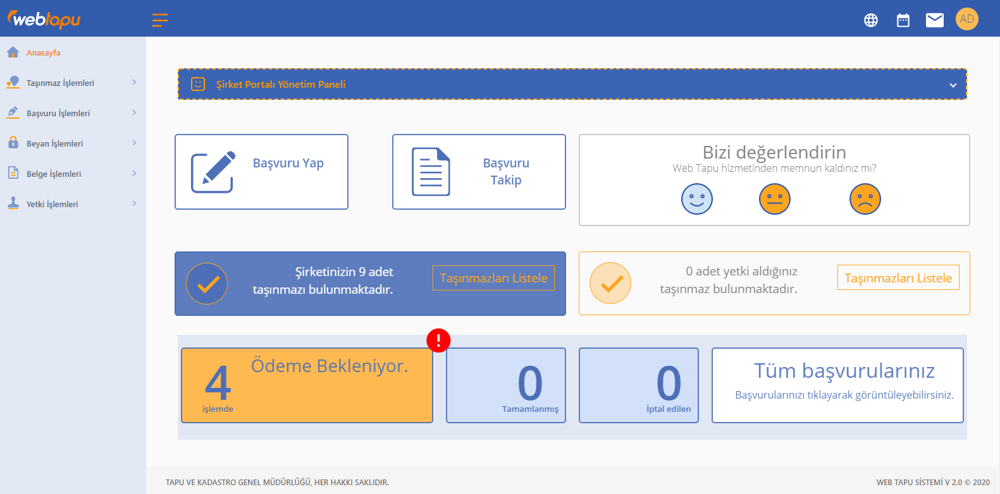 webtapu
AD
Anasayfa
Taşınmaz İşlemleri
Başvuru İşlemleri
Beyan İşlemleri
Belge İşlemleri
Yetki İşlemleri
Şirket Portalı Yönetim Paneli
Başvuru Yap
Başvuru
Takip
Bizi değerlendirin
Web Tapu hizmetinden memnun kaldınız mı?
Şirketinizin 9 adet
taşınmazı bulunmaktadır.
Taşınmazları Listele
0 adet yetki aldığınız
taşınmaz bulunmaktadır.
Taşınmazları Listele
!
4
işlemde
Ödeme Bekleniyor.
0
Tamamlanmış
0
İptal edilen
Tüm başvurularınız
Başvurularınızı tıklayarak görüntüleyebilirsiniz.
TAPU VE KADASTRO GENEL MÜDÜRLÜĞÜ, HER HAKKI SAKLIDIR.
WEB TAPU SİSTEMİ V 2.0 © 2020